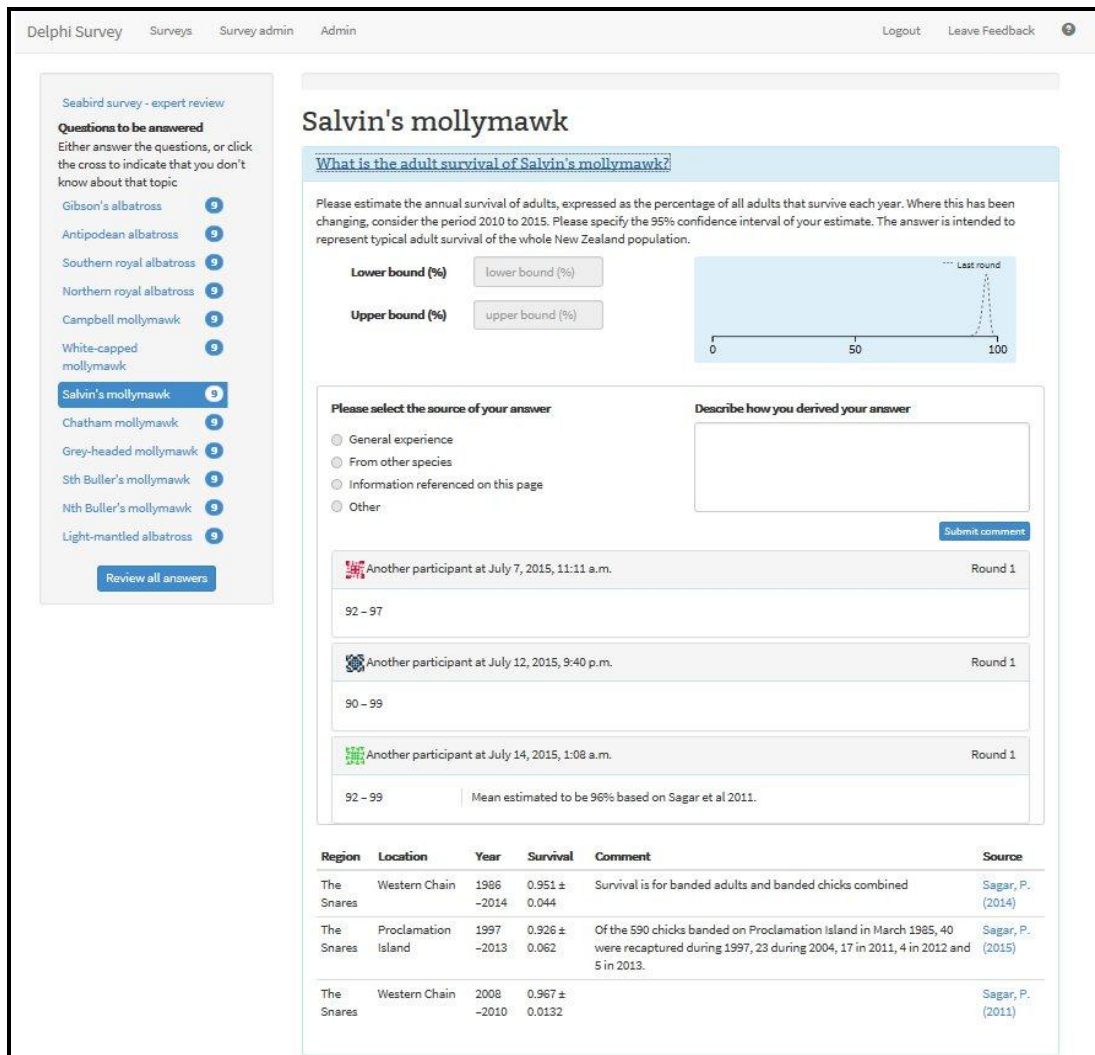 Delphi Survey Surveys Survey admin Admin Logout Leave Feedback ?
Seabird survey - expert review
Questions to be answered
Either answer the questions, or click
the cross to indicate that you don't
know about that topic
Gibson's albatross 9
Antipodean albatross 9
Southern royal albatross 9
Northern royal albatross 9
Campbell mollymawk 9
White-capped 9
mollymawk
Salvin's mollymawk 9
Chatham mollymawk 9
Grey-headed mollymawk 9
Sth Buller's mollymawk 9
Nth Buller's mollymawk 9
Light-mantled albatross 9
Review all answers
Salvin's mollymawk
What is the adult survival of Salvin's mollymawk?
Please estimate the annual survival of adults, expressed as the percentage of all adults that survive each year. Where this has been
changing, consider the period 2010 to 2015. Please specify the 95% confidence interval of your estimate. The answer is intended to
represent typical adult survival of the whole New Zealand population.
Lower bound (%) lower bound (%)
Upper bound (%) upper bound (%)
Last round
0 50 100
Please select the source of your answer
General experience
From other species
Information referenced on this page
Other
Describe how you derived your answer
Submit comment
Another participant at July 7, 2015, 11:11 a.m. Round 1
92 – 97
Another participant at July 12, 2015, 9:40 p.m. Round 1
90 – 99
Another participant at July 14, 2015, 1:08 a.m. Round 1
92 – 99 Mean estimated to be 96% based on Sagar et al 2011.
Region Location Year Survival Comment Source
The Western Chain 1986 0.951 ± Survival is for banded adults and banded chicks combined Sagar, P.
Snares –2014 0.044 (2014)
The Proclamation 1997 0.926 ± Of the 590 chicks banded on Proclamation Island in March 1985, 40 Sagar, P.
Snares Island –2013 0.062 were recaptured during 1997, 23 during 2004, 17 in 2011, 4 in 2012 and (2015)
5 in 2013.
The Western Chain 2008 0.967 ± Sagar, P.
Snares –2010 0.0132 (2011)